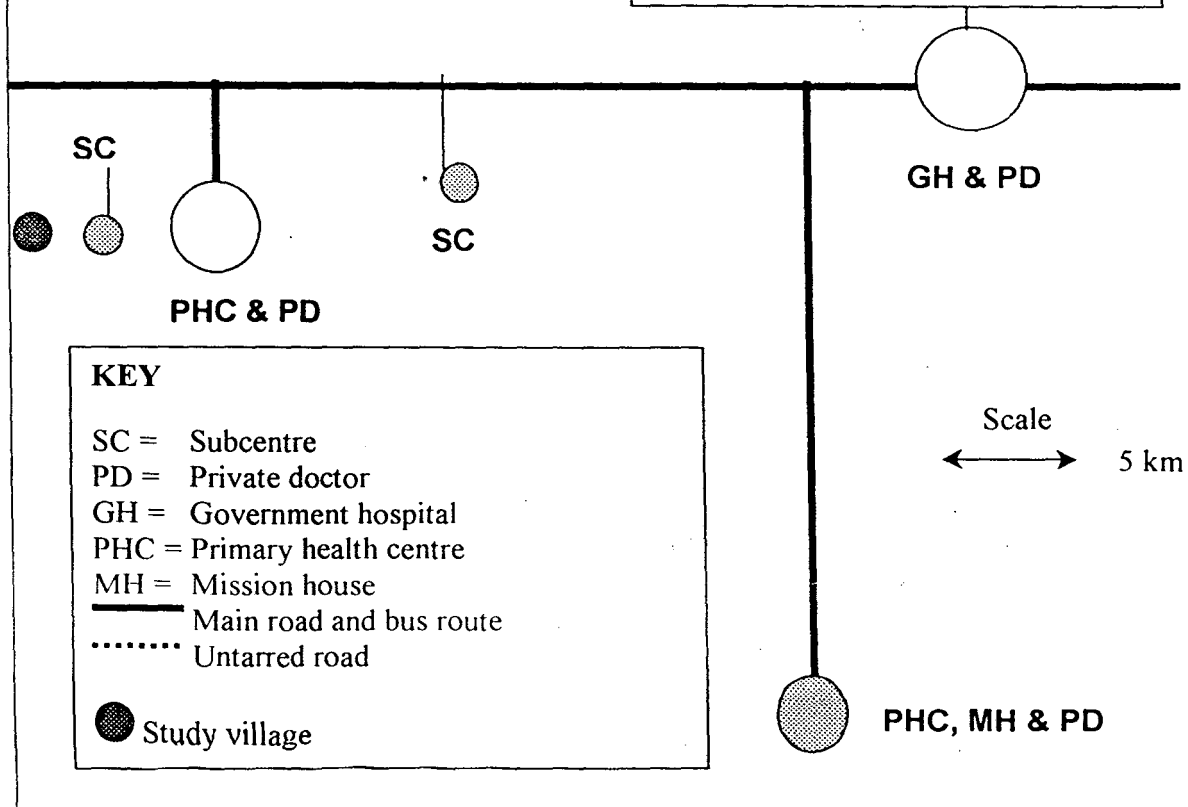 SC
GH & PD
SC
PHC & PD
KEY
SC = Subcentre
PD = Private doctor
GH = Government hospital
PHC = Primary health centre
MH = Mission house
Main road and bus route
Untarred road
Study village
Scale
5 km
PHC, MH & PD